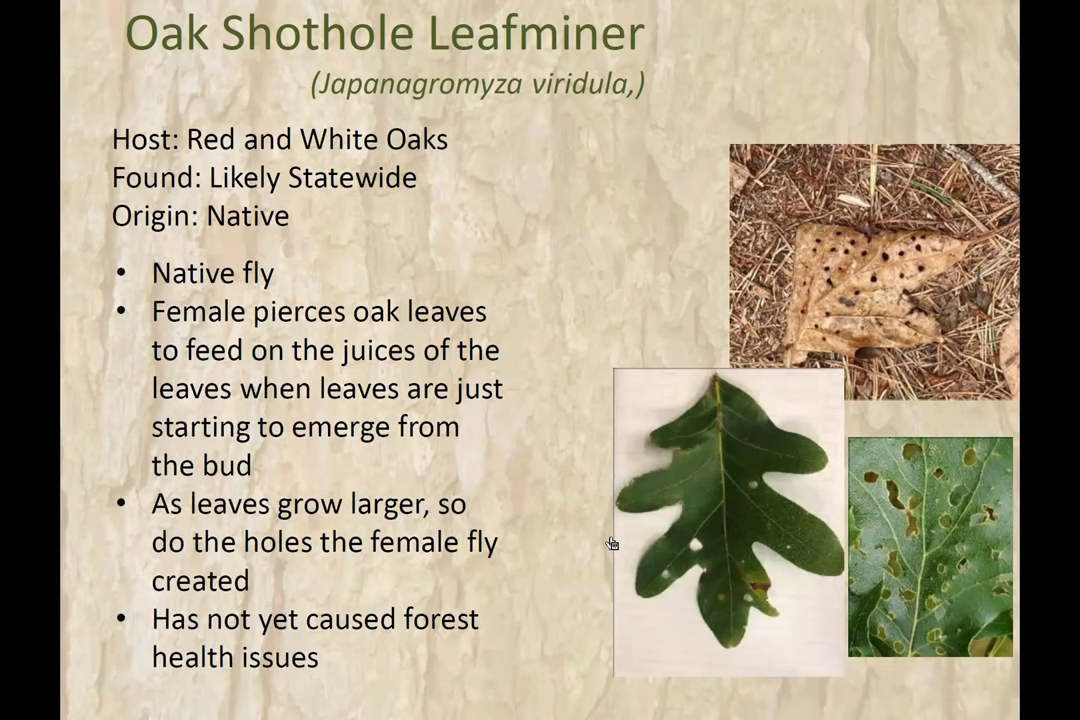 Oak Shothole Leafminer
(Japanagromyza viridula,)
Host: Red and White Oaks
Found: Likely Statewide
Origin: Native
• Native fly
• Female pierces oak leaves
to feed on the juices of the
leaves when leaves are just
starting to emerge from
the bud
• As leaves grow larger, so
do the holes the female fly
created
• Has not yet caused forest
health issues